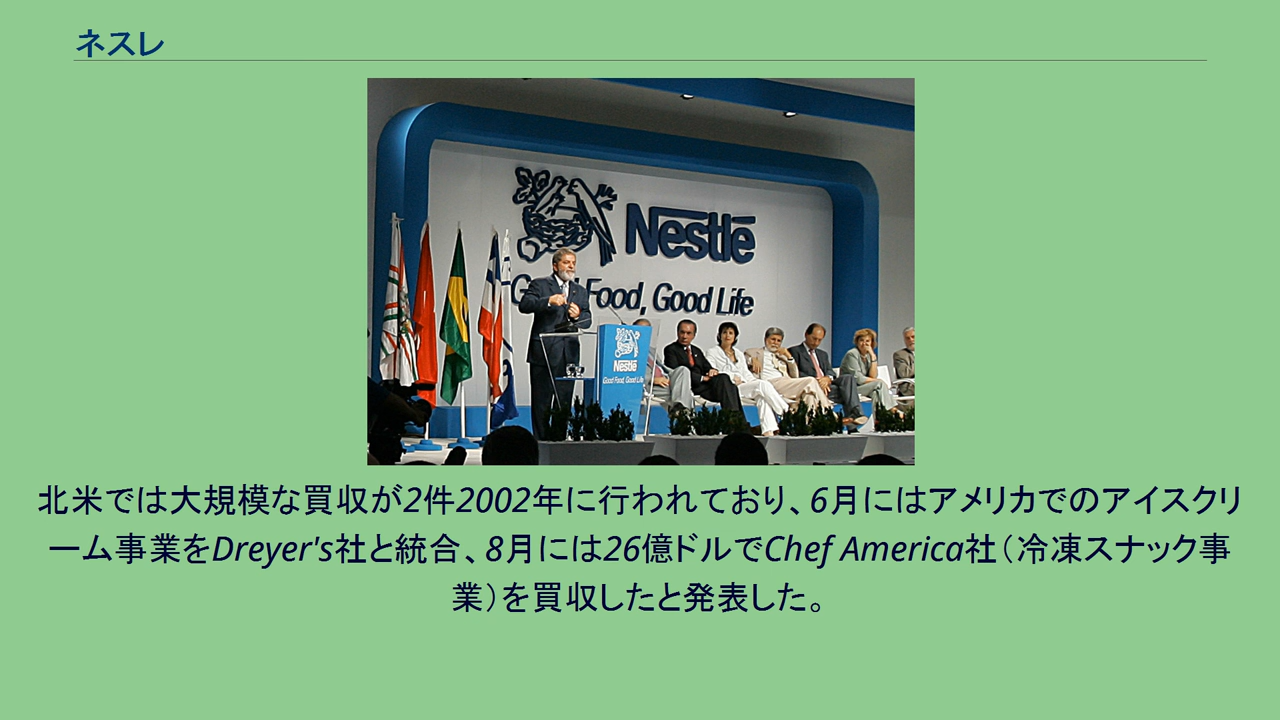 ネスレ
Nestlé
Good Food, Good Life
Nestlé
Good Food, Good Life
北米では大規模な買収が2件2002年に行われており、6月にはアメリカでのアイスクリ
ーム事業をDreyer's社と統合、8月には26億ドルでChef America社（冷凍スナック事
業）を買収したと発表した。